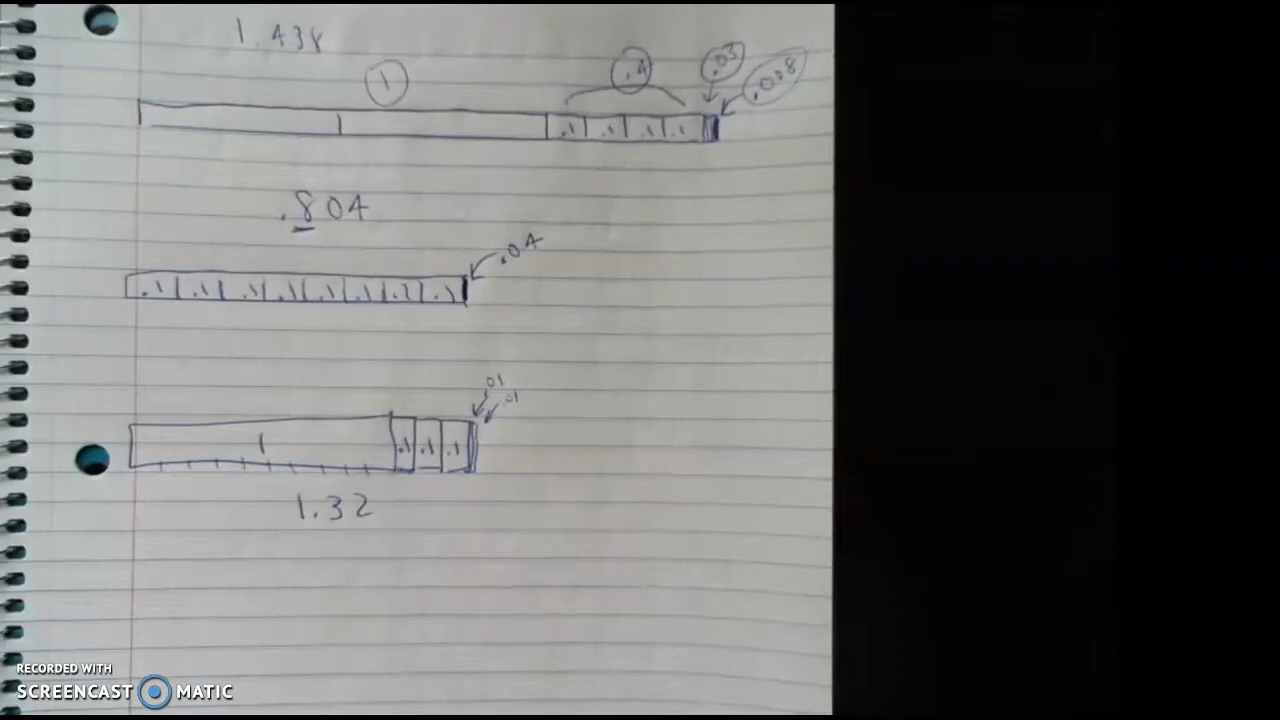 1.438
1 .4 .03 .008
1 .1 .1 .1 .1
.804
.04
.1 .1 .1 .1 .1 .1 .1 .1
.01
.01
1 .1 .1 .1
1.32
RECORDED WITH
SCREENCAST MATIC